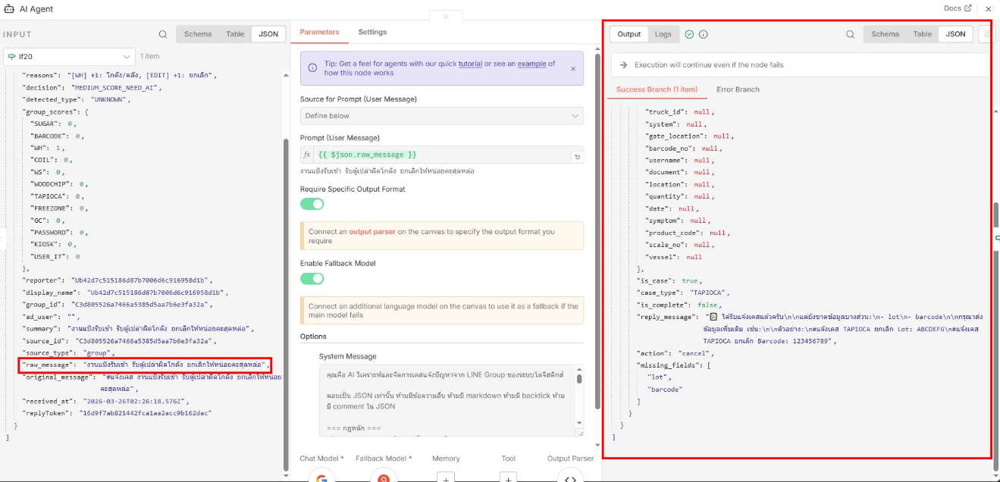 AI Agent
Docs
INPUT
Schema
Table
JSON
If20
1 item
"reasons": "[WH] +1: โกดัง/คลัง, [EDIT] +1: ยกเลิก",
"decision": "MEDIUM_SCORE_NEED_AI",
"detected_type": "UNKNOWN",
"group_scores": {
"SUGAR": 0,
"BARCODE": 0,
"WH": 1,
"COIL": 0,
"WS": 0,
"WOODCHIP": 0,
"TAPIOCA": 0,
"FREEZONE": 0,
"GC": 0,
"PASSWORD": 0,
"KIOSK": 0,
"USER_IT": 0
},
"reporter": "Ub42d7c515186d87b7006d6c916958d1b",
"display_name": "Ub42d7c515186d87b7006d6c916958d1b",
"group_id": "C3d805526a7466a5385d5aa7b6e3fa32a",
"ad_user": "",
"summary": "งานแป้งรับเข้า รับตู้เปล่าผิดโกดัง ยกเลิกให้หน่อยคะสุดหล่อ",
"source_id": "C3d805526a7466a5385d5aa7b6e3fa32a",
"source_type": "group",
"raw_message": "งานแป้งรับเข้า รับตู้เปล่าผิดโกดัง ยกเลิกให้หน่อยคะสุดหล่อ",
"original_message": "#แจ้งเคส งานแป้งรับเข้า รับตู้เปล่าผิดโกดัง ยกเลิกให้หน่อย
คะสุดหล่อ",
"received_at": "2026-03-26T02:26:18.576Z",
"replyToken": "16d9f7ab821442fca1aa2acc9b162dac"
}
]
Parameters
Settings
Tip: Get a feel for agents with our quick tutorial or see an example of
how this node works
Source for Prompt (User Message)
Define below
Prompt (User Message)
fx {{ $json.raw_message }}
งานแป้งรับเข้า รับตู้เปล่าผิดโกดัง ยกเลิกให้หน่อยคะสุดหล่อ
Require Specific Output Format
Connect an output parser on the canvas to specify the output format you
require
Enable Fallback Model
Connect an additional language model on the canvas to use it as a fallback if the
main model fails
Options
System Message
คุณคือ AI วิเคราะห์และจัดการเคสแจ้งปัญหาจาก LINE Group ของระบบโลจิสติกส์
ตอบเป็น JSON เท่านั้น ห้ามมีข้อความอื่น ห้ามมี markdown ห้ามมี backtick ห้าม
มี comment ใน JSON
=== กฎหลัก ===
Chat Model *
Fallback Model *
Memory
Tool
Output Parser
Output
Logs
Schema
Table
JSON
Execution will continue even if the node fails
Success Branch (1 item)
Error Branch
"truck_id": null,
"system": null,
"gate_location": null,
"barcode_no": null,
"username": null,
"document": null,
"location": null,
"quantity": null,
"date": null,
"symptom": null,
"product_code": null,
"scale_no": null,
"vessel": null
},
"is_case": true,
"case_type": "TAPIOCA",
"is_complete": false,
"reply_message": "📋 ได้รับแจ้งเคสแล้วครับ\n\nแต่ยังขาดข้อมูลบางส่วน:\n- lot\n- barcode\n\nกรุณาส่ง
ข้อมูลเพิ่มเติม เช่น:\n\nตัวอย่าง:\n#แจ้งเคส TAPIOCA ยกเลิก Lot: ABCDEFG\n#แจ้งเคส
TAPIOCA ยกเลิก Barcode: 123456789",
"action": "cancel",
"missing_fields": [
"lot",
"barcode"
]
}
}
]